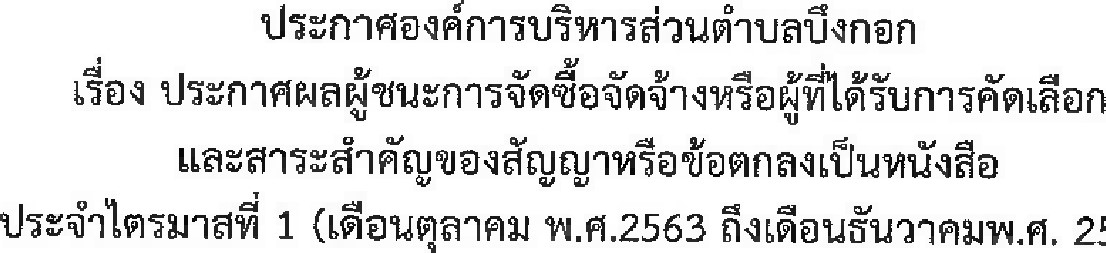 ประกาศองค์การบริหารส่วนตำบลบึงกอก
เรื่อง ประกาศผลผู้ชนะการจัดซื้อจัดจ้างหรือผู้ที่ได้รับการคัดเลือก
และสาระสำคัญของสัญญาหรือข้อตกลงเป็นหนังสือ
ประจำไตรมาสที่ 1 (เดือนตุลาคม พ.ศ.2563 ถึงเดือนธันวาคมพ.ศ.